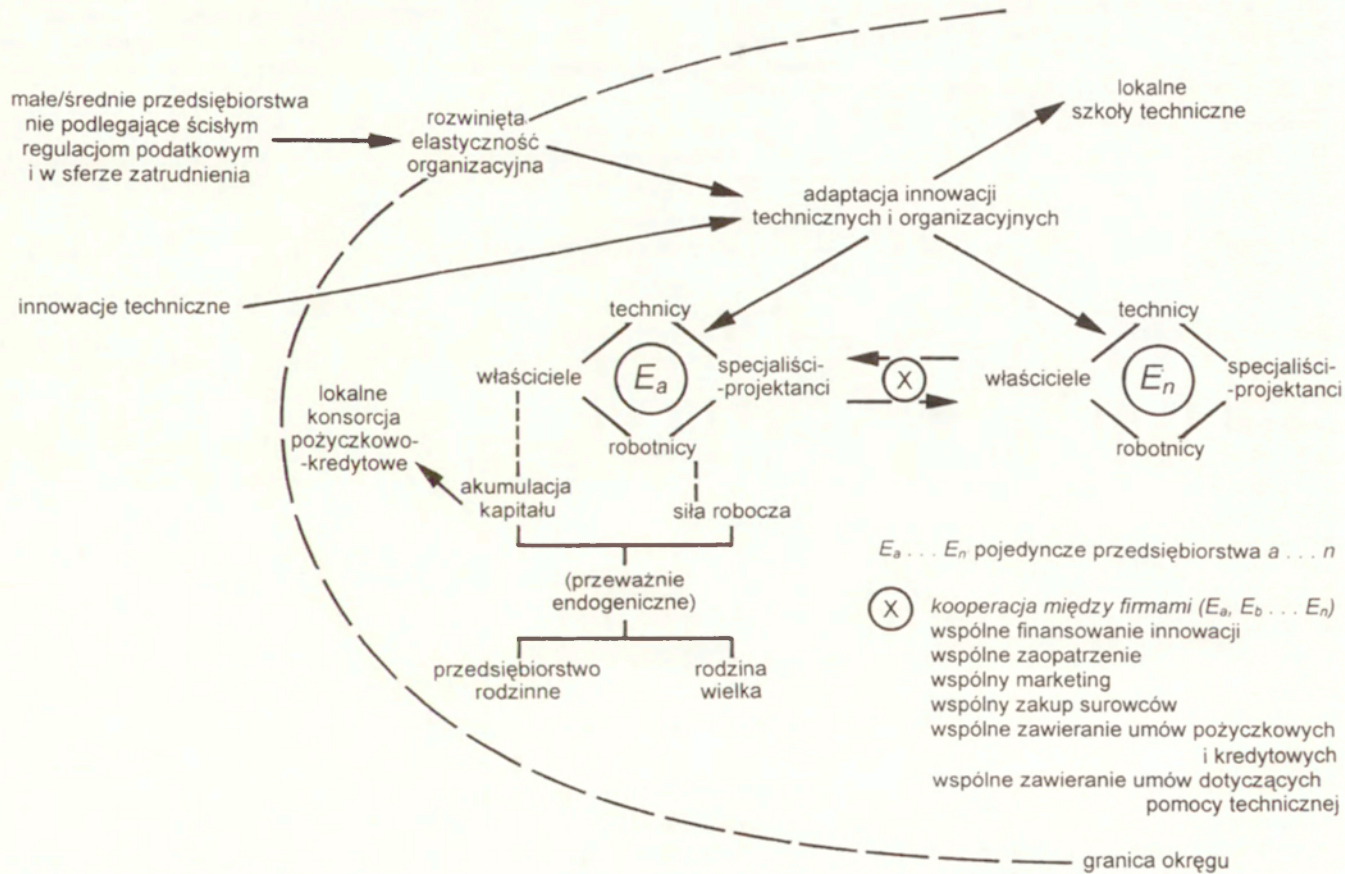 małe/średnie przedsiębiorstwa
nie podlegające ścisłym
regulacjom podatkowym
i w sferze zatrudnienia
rozwinięta
elastyczność
organizacyjna
lokalne
szkoły techniczne
adaptacja innowacji
technicznych i organizacyjnych
innowacje techniczne
technicy
właściciele
Ea
specjaliści-
-projektanci
robotnicy
X
technicy
właściciele
En
specjaliści-
-projektanci
robotnicy
lokalne
konsorcja
pożyczkowo-
-kredytowe
akumulacja
kapitału
siła robocza
(przeważnie
endogeniczne)
przedsiębiorstwo
rodzinne
rodzina
wielka
Ea . . . En pojedyncze przedsiębiorstwa a . . . n
X kooperacja między firmami (Ea, Eb . . . En)
wspólne finansowanie innowacji
wspólne zaopatrzenie
wspólny marketing
wspólny zakup surowców
wspólne zawieranie umów pożyczkowych
i kredytowych
wspólne zawieranie umów dotyczących
pomocy technicznej
granica okręgu